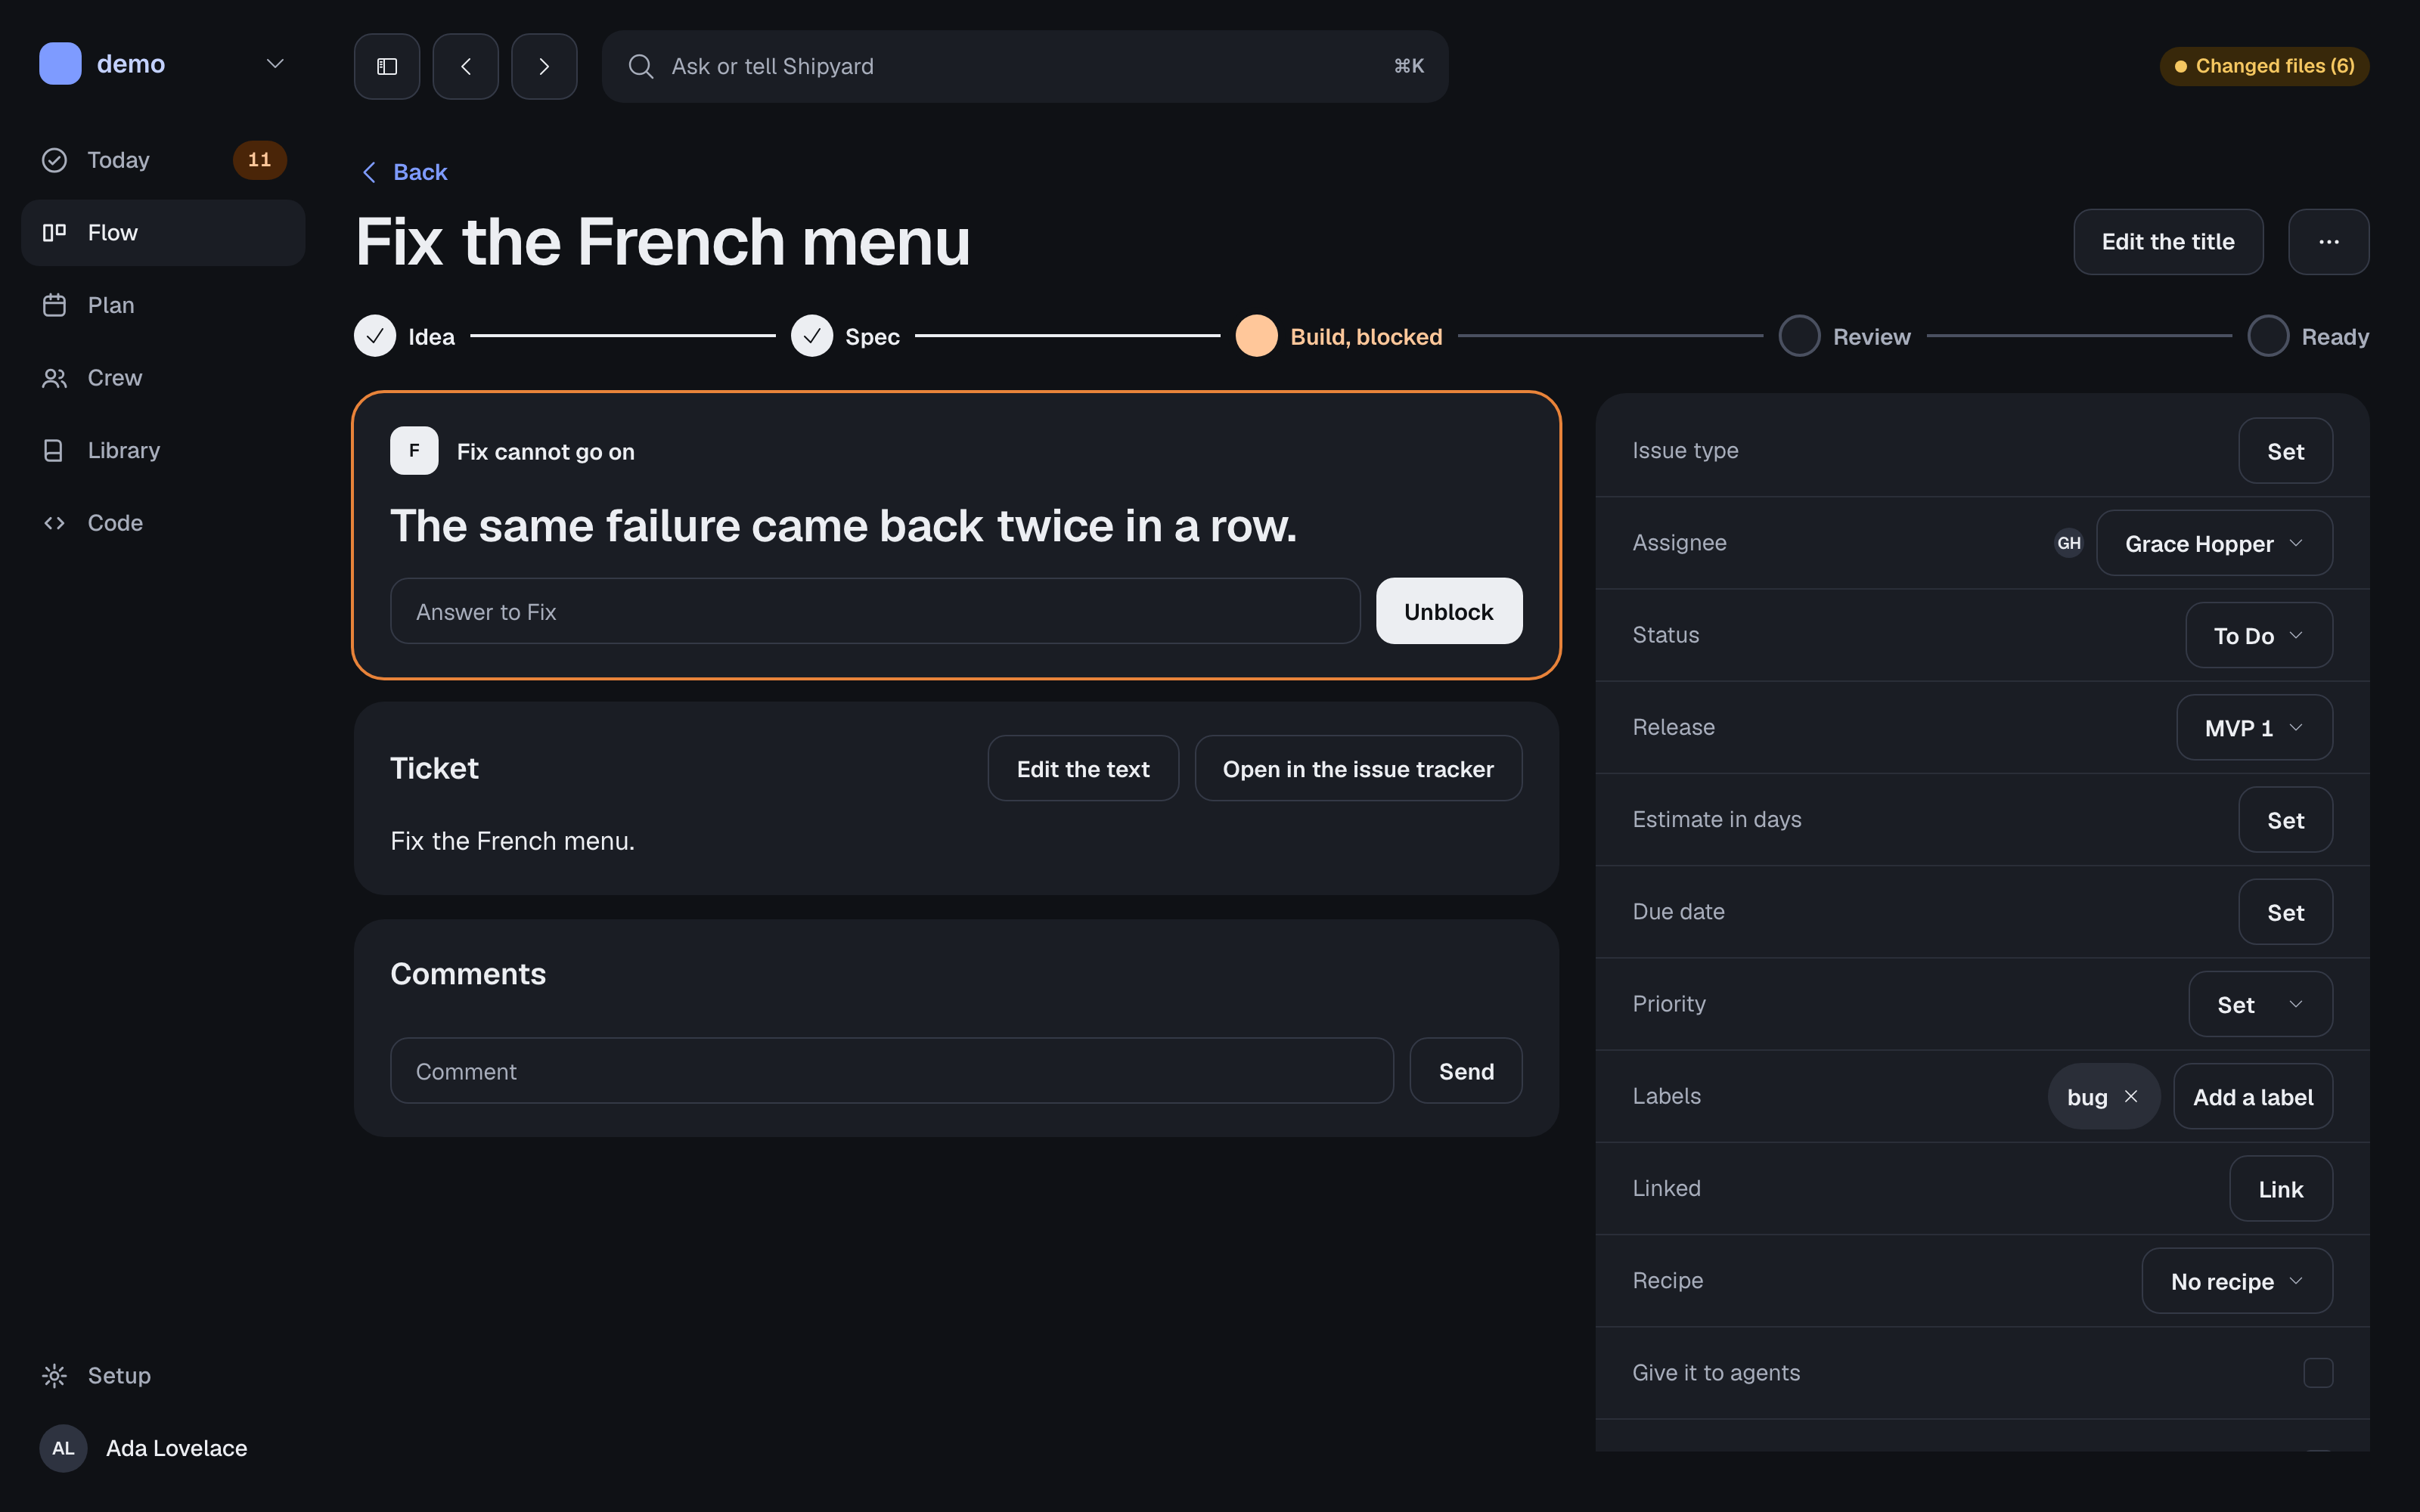 demo
Ask or tell Shipyard
⌘K
Changed files (6)
Today
11
Flow
Plan
Crew
Library
Code
Setup
AL
Ada Lovelace
Back
Fix the French menu
Edit the title
Idea
Spec
Build, blocked
Review
Ready
F
Fix cannot go on
The same failure came back twice in a row.
Answer to Fix
Unblock
Ticket
Edit the text
Open in the issue tracker
Fix the French menu.
Comments
Comment
Send
Issue type
Set
Assignee
GH
Grace Hopper
Status
To Do
Release
MVP 1
Estimate in days
Set
Due date
Set
Priority
Set
Labels
bug
Add a label
Linked
Link
Recipe
No recipe
Give it to agents